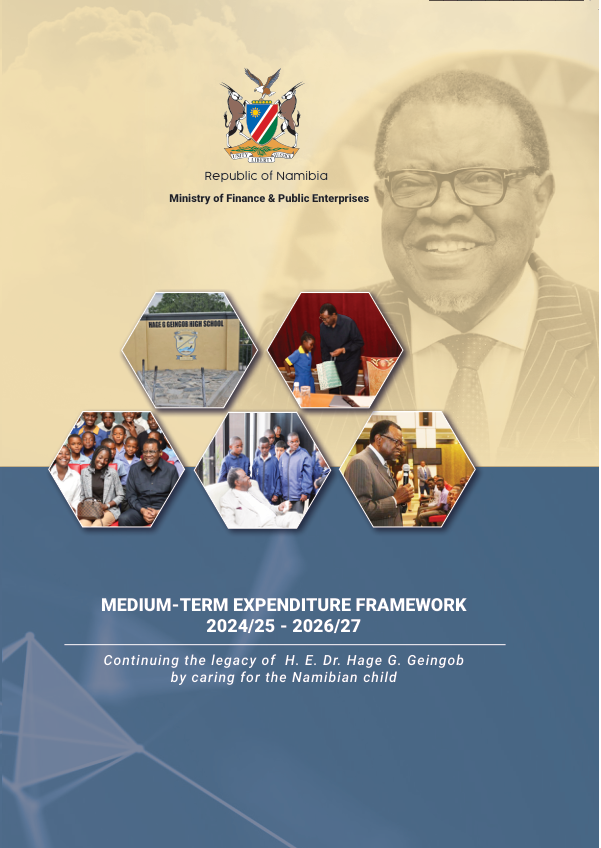 UNITY
LIBERTY
JUSTICE
Republic of Namibia
Ministry of Finance & Public Enterprises
HAGE G GEINGOB HIGH SCHOOL
MEDIUM-TERM EXPENDITURE FRAMEWORK
2024/25 - 2026/27
Continuing the legacy of H. E. Dr. Hage G. Geingob
by caring for the Namibian child